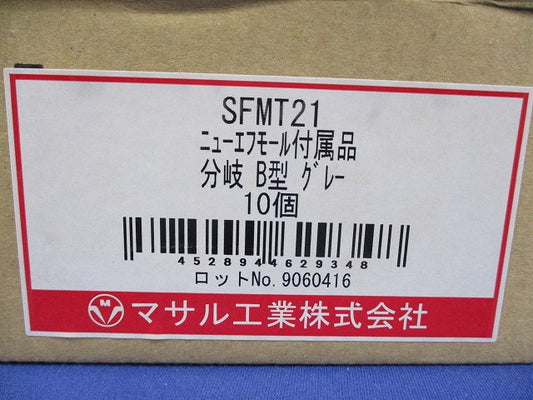 SFMT21
ﾆｭｰｴﾌﾓｰﾙ付属品
分岐 B型 ｸﾞﾚｰ
10個
4528944629348
ロットNo. 9060416
M マサル工業株式会社